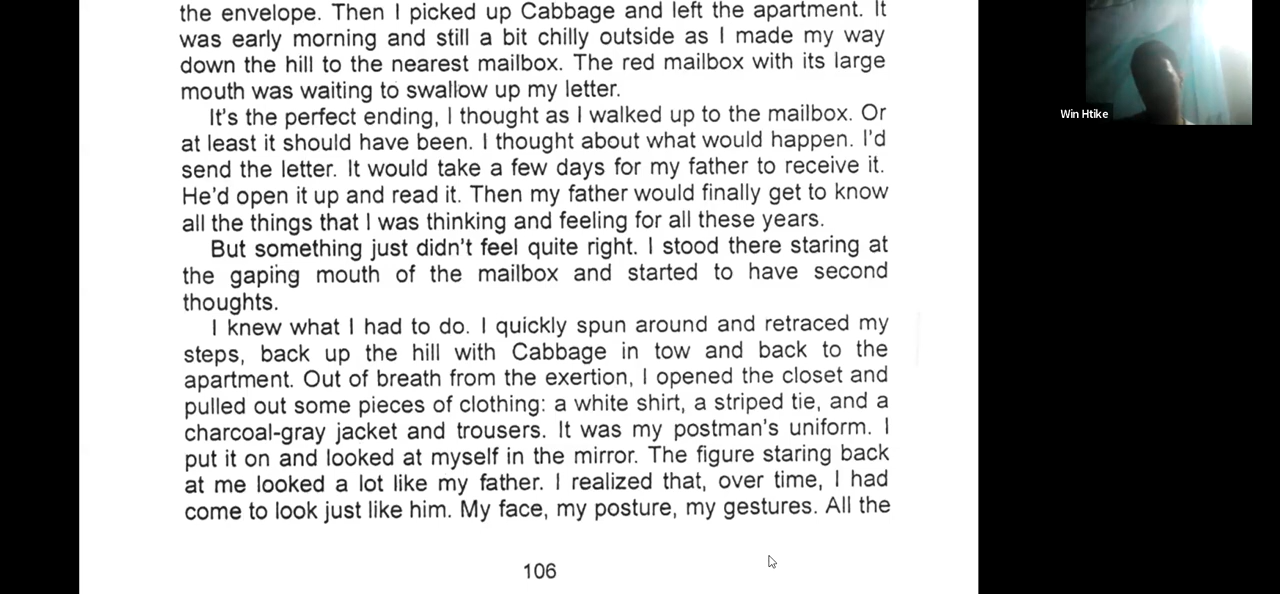 the envelope. Then I picked up Cabbage and left the apartment. It
was early morning and still a bit chilly outside as I made my way
down the hill to the nearest mailbox. The red mailbox with its large
mouth was waiting to swallow up my letter.
It's the perfect ending, I thought as I walked up to the mailbox. Or
at least it should have been. I thought about what would happen. I'd
send the letter. It would take a few days for my father to receive it.
He'd open it up and read it. Then my father would finally get to know
all the things that I was thinking and feeling for all these years.
But something just didn't feel quite right. I stood there staring at
the gaping mouth of the mailbox and started to have second
thoughts.
I knew what I had to do. I quickly spun around and retraced my
steps, back up the hill with Cabbage in tow and back to the
apartment. Out of breath from the exertion, I opened the closet and
pulled out some pieces of clothing: a white shirt, a striped tie, and a
charcoal-gray jacket and trousers. It was my postman's uniform. I
put it on and looked at myself in the mirror. The figure staring back
at me looked a lot like my father. I realized that, over time, I had
come to look just like him. My face, my posture, my gestures. All the
106
Win Htike